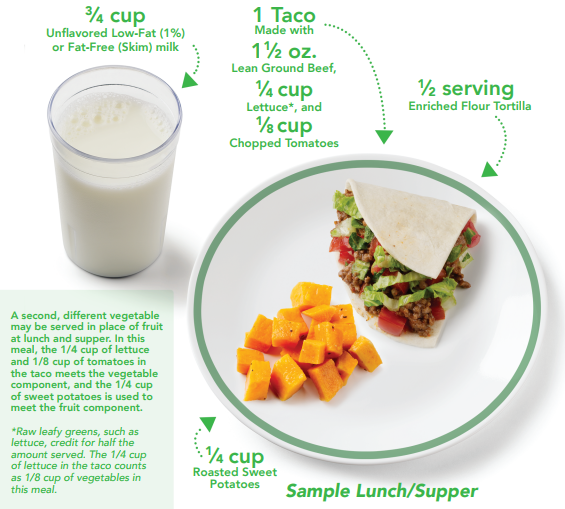 ¾ cup
Unflavored Low-Fat (1%)
or Fat-Free (Skim) milk
1 Taco
Made with
1½ oz.
Lean Ground Beef,
¼ cup
Lettuce*, and
⅛ cup
Chopped Tomatoes
½ serving
Enriched Flour Tortilla
A second, different vegetable
may be served in place of fruit
at lunch and supper. In this
meal, the 1/4 cup of lettuce
and 1/8 cup of tomatoes in
the taco meets the vegetable
component, and the 1/4 cup
of sweet potatoes is used to
meet the fruit component.
*Raw leafy greens, such as
lettuce, credit for half the
amount served. The 1/4 cup
of lettuce in the taco counts
as 1/8 cup of vegetables in
this meal.
¼ cup
Roasted Sweet
Potatoes
Sample Lunch/Supper